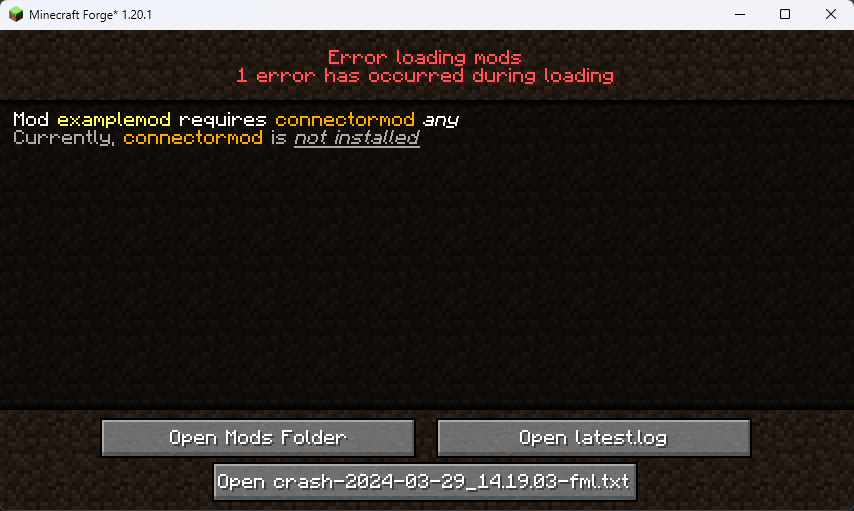 Minecraft Forge* 1.20.1
Error loading mods
1 error has occurred during loading
Mod examplemod requires connectormod any
Currently, connectormod is not installed
Open Mods Folder
Open latest.log
Open crash-2024-03-29_14.19.03-fml.txt